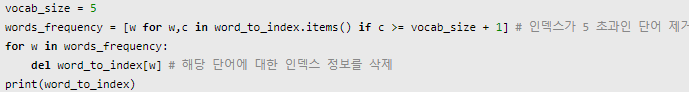 vocab_size = 5
words_frequency = [w for w,c in word_to_index.items() if c >= vocab_size + 1] # 인덱스가 5 초과인 단어 제거
for w in words_frequency:
    del word_to_index[w] # 해당 단어에 대한 인덱스 정보를 삭제
print(word_to_index)